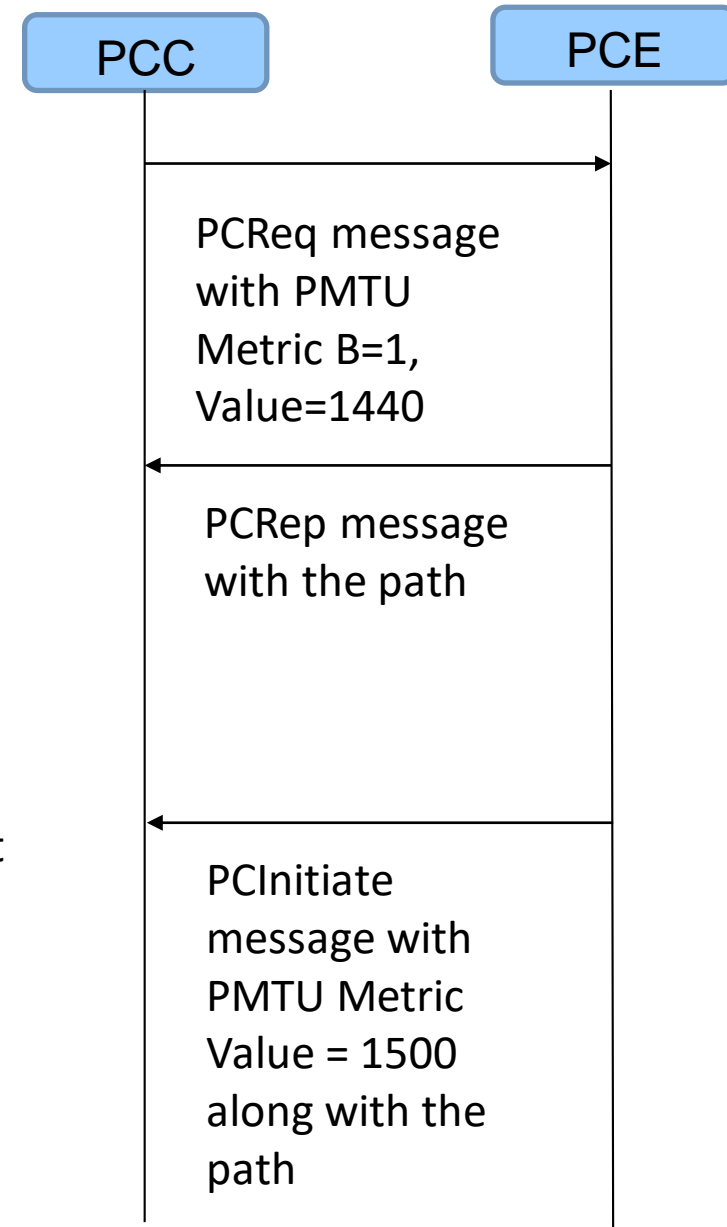 PCC
PCE
PCReq message
with PMTU
Metric B=1,
Value=1440
PCRep message
with the path
PCInitiate
message with
PMTU Metric
Value = 1500
along with the
path